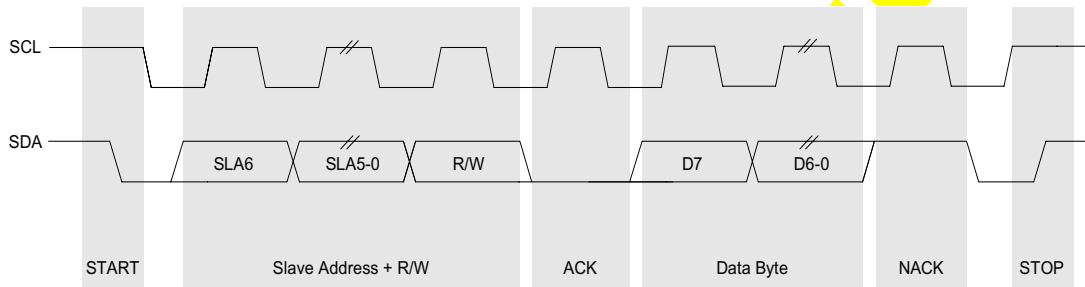 SCL
SDA
SLA6 SLA5-0 R/W D7 D6-0
START Slave Address + R/W ACK Data Byte NACK STOP